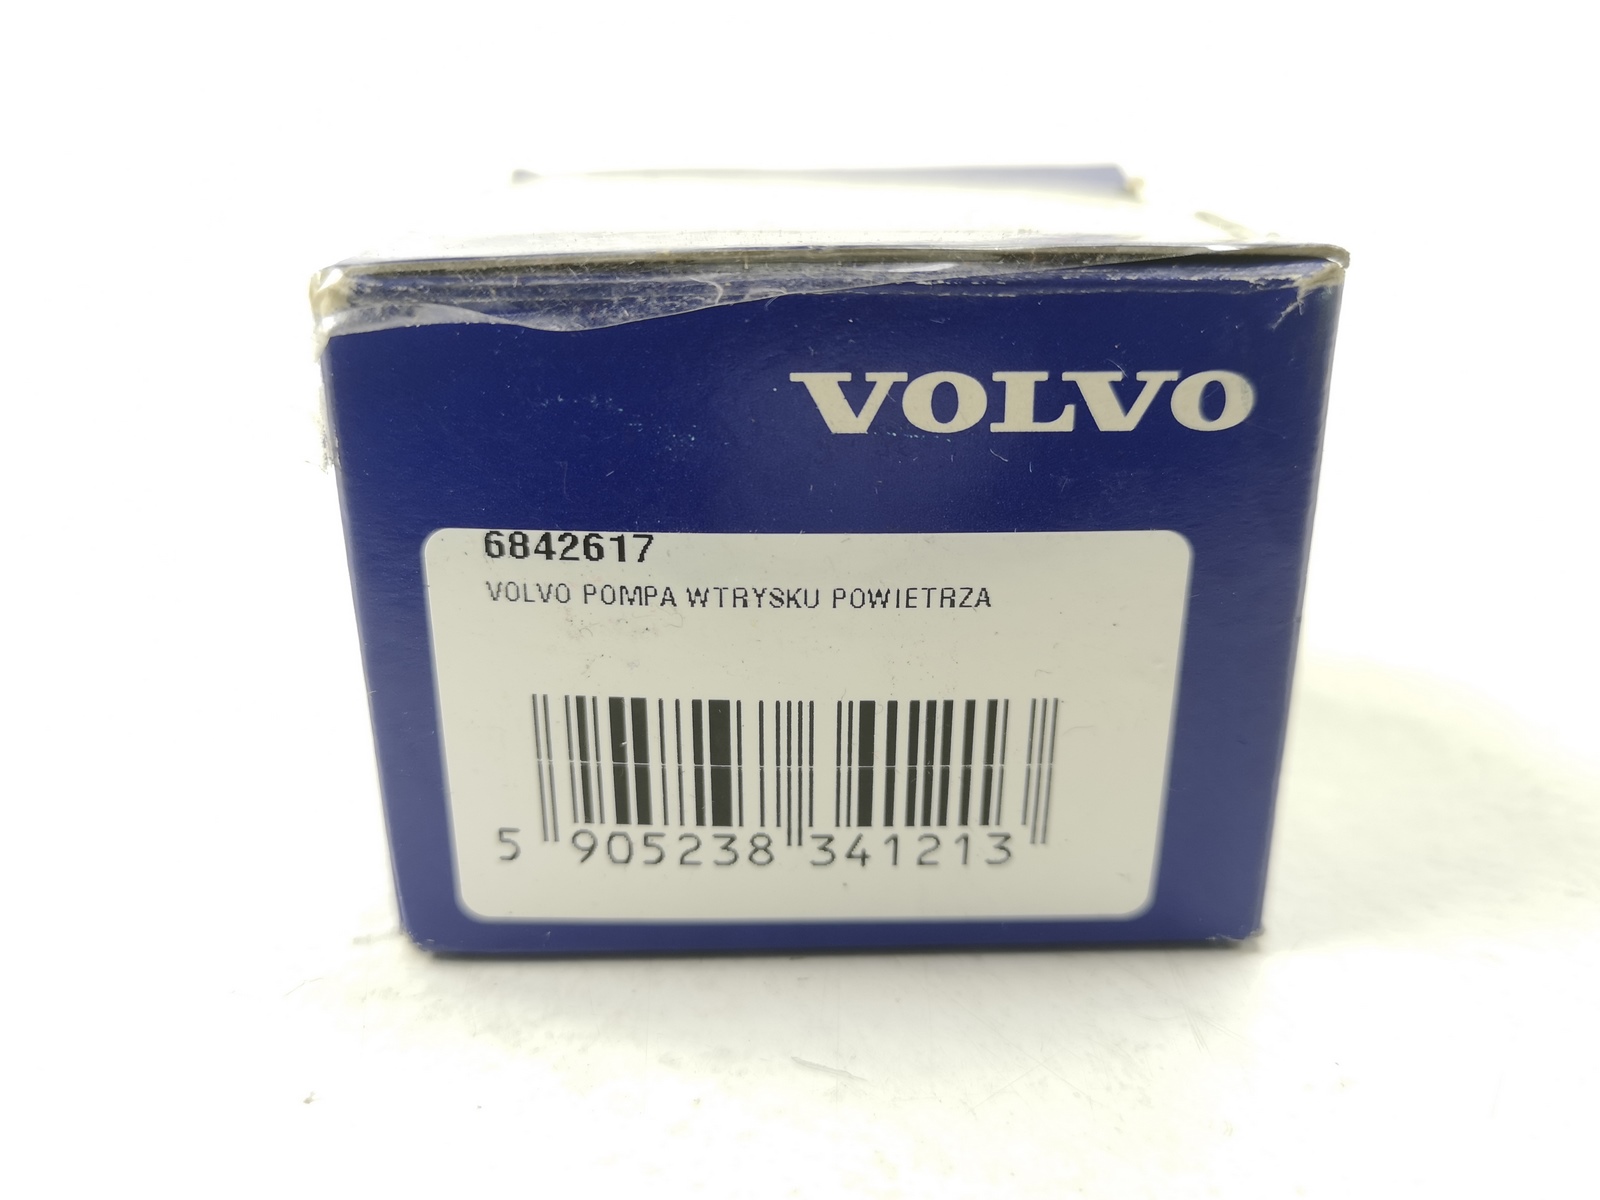 VOLVO
6842617
VOLVO POMPA WTRYSKU POWIETRZA
5 905238 341213